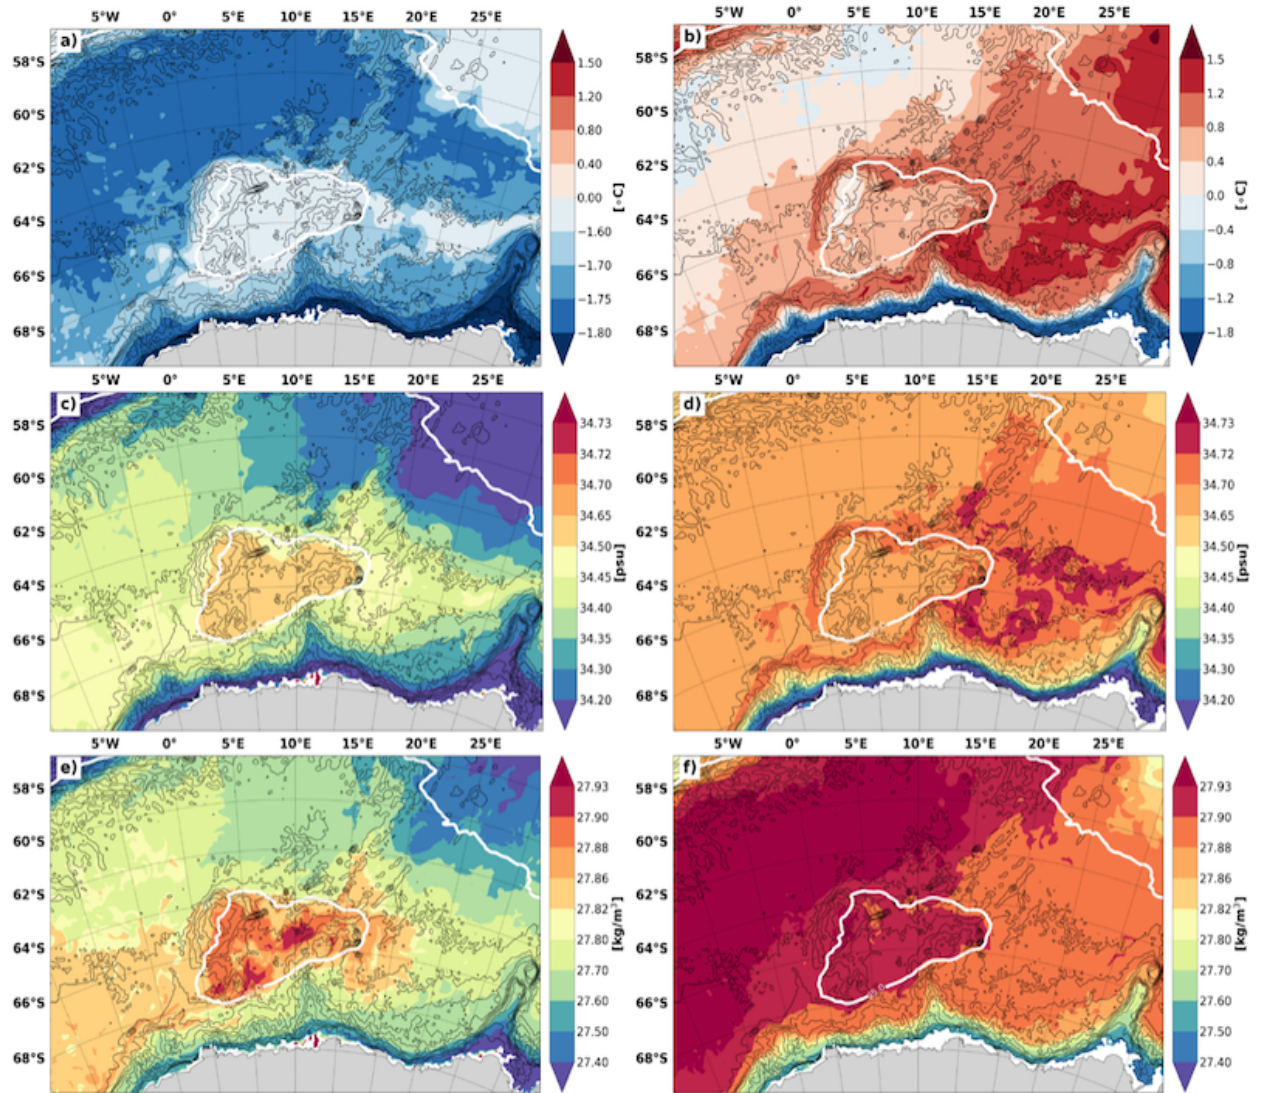 5°W 0° 5°E 10°E 15°E 20°E 25°E
5°W 0° 5°E 10°E 15°E 20°E 25°E
a)
58°S
60°S
62°S
64°S
66°S
68°S
1.50
1.20
0.80
0.40
0.00
−1.60
−1.70
−1.75
−1.80
[∘C]
b)
58°S
60°S
62°S
64°S
66°S
68°S
1.5
1.2
0.8
0.4
0.0
−0.4
−0.8
−1.2
−1.8
[∘C]
5°W 0° 5°E 10°E 15°E 20°E 25°E
5°W 0° 5°E 10°E 15°E 20°E 25°E
c)
58°S
60°S
62°S
64°S
66°S
68°S
34.73
34.72
34.70
34.65
34.50
34.45
34.40
34.35
34.30
34.20
[psu]
d)
58°S
60°S
62°S
64°S
66°S
68°S
34.73
34.72
34.70
34.65
34.50
34.45
34.40
34.35
34.30
34.20
[psu]
5°W 0° 5°E 10°E 15°E 20°E 25°E
5°W 0° 5°E 10°E 15°E 20°E 25°E
e)
58°S
60°S
62°S
64°S
66°S
68°S
27.93
27.90
27.88
27.86
27.82
27.80
27.70
27.60
27.50
27.40
[kg/m³]
f)
58°S
60°S
62°S
64°S
66°S
68°S
27.93
27.90
27.88
27.86
27.82
27.80
27.70
27.60
27.50
27.40
[kg/m³]